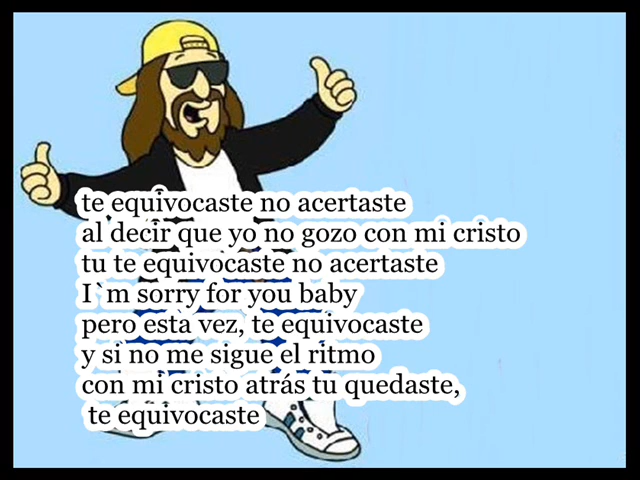 te equivocaste no acertaste
al decir que yo no gozo con mi cristo
tu te equivocaste no acertaste
I`m sorry for you baby
pero esta vez, te equivocaste
y si no me sigue el ritmo
con mi cristo atrás tu quedaste,
te equivocaste